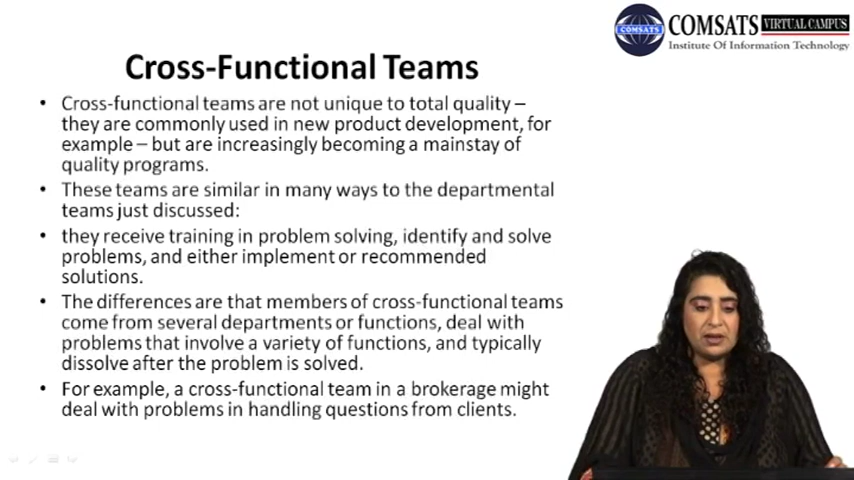 COMSATS
COMSATS VIRTUAL CAMPUS
Institute Of Information Technology
Cross-Functional Teams
• Cross-functional teams are not unique to total quality –
they are commonly used in new product development, for
example – but are increasingly becoming a mainstay of
quality programs.
• These teams are similar in many ways to the departmental
teams just discussed:
• they receive training in problem solving, identify and solve
problems, and either implement or recommended
solutions.
• The differences are that members of cross-functional teams
come from several departments or functions, deal with
problems that involve a variety of functions, and typically
dissolve after the problem is solved.
• For example, a cross-functional team in a brokerage might
deal with problems in handling questions from clients.